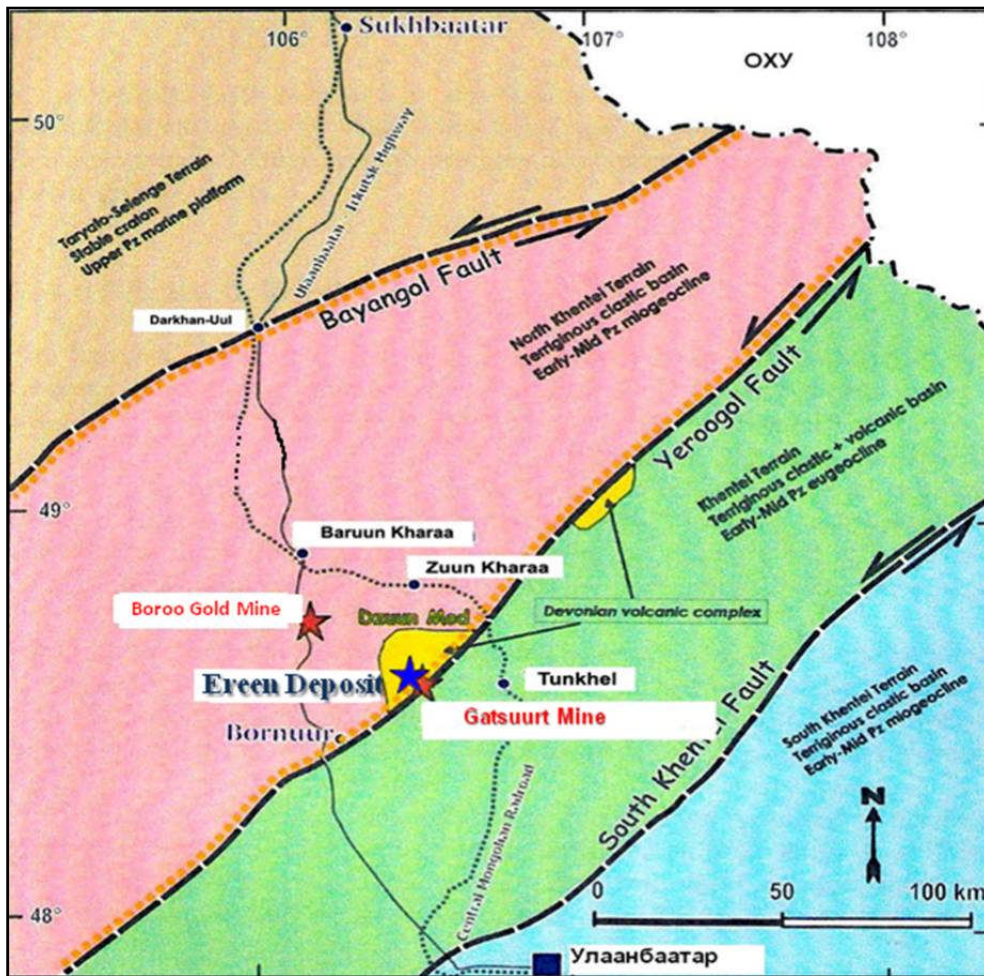 106°
107°
108°
Sukhbaatar
ОХУ
50°
Taryato-Selenge Terrain
Stable craton
Upper Pz marine platform
Ulaanbaatar - Irkutsk Highway
Bayangol Fault
Darkhan-Uul
North Khentei Terrain
Terriginous clastic basin
Early-Mid Pz miogeocline
Yeroogol Fault
Khentei Terrain
Terriginous clastic + volcanic basin
Early-Mid Pz eugeocline
49°
Baruun Kharaa
Zuun Kharaa
Boroo Gold Mine
Devonian volcanic complex
Ereen Deposit
Tunkhel
Gatsuurt Mine
Bornuur
South Khentei Fault
South Khentei Terrain
Terriginous clastic basin
Early-Mid Pz miogeocline
N
Central Mongolian Railroad
0 50 100 km
48°
Улаанбаатар